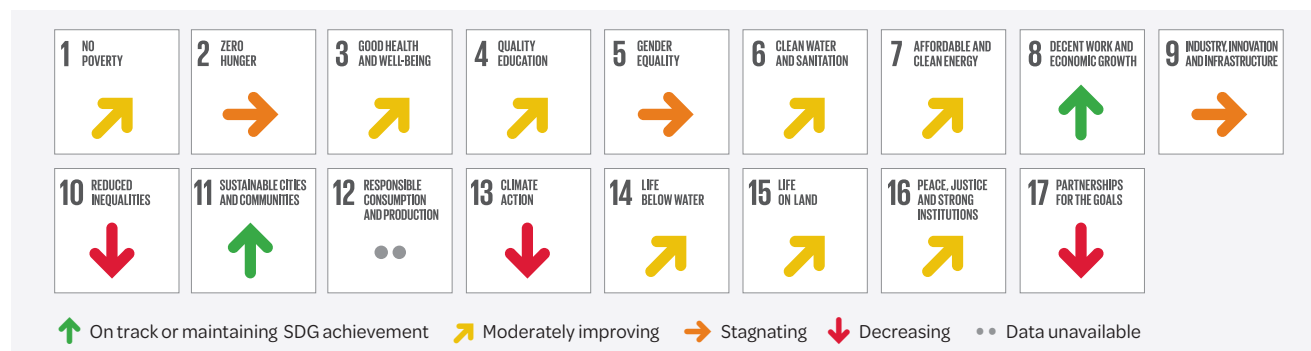 1 NO
POVERTY
2 ZERO
HUNGER
3 GOOD HEALTH
AND WELL-BEING
4 QUALITY
EDUCATION
5 GENDER
EQUALITY
6 CLEAN WATER
AND SANITATION
7 AFFORDABLE AND
CLEAN ENERGY
8 DECENT WORK AND
ECONOMIC GROWTH
9 INDUSTRY, INNOVATION
AND INFRASTRUCTURE
10 REDUCED
INEQUALITIES
11 SUSTAINABLE CITIES
AND COMMUNITIES
12 RESPONSIBLE
CONSUMPTION
AND PRODUCTION
13 CLIMATE
ACTION
14 LIFE
BELOW WATER
15 LIFE
ON LAND
16 PEACE, JUSTICE
AND STRONG
INSTITUTIONS
17 PARTNERSHIPS
FOR THE GOALS
On track or maintaining SDG achievement Moderately improving Stagnating Decreasing Data unavailable